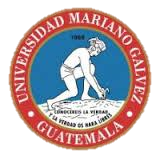 UNIVERSIDAD MARIANO GALVEZ
1966
CONOCEREIS LA VERDAD
Y LA VERDAD OS HARA LIBRES
GUATEMALA